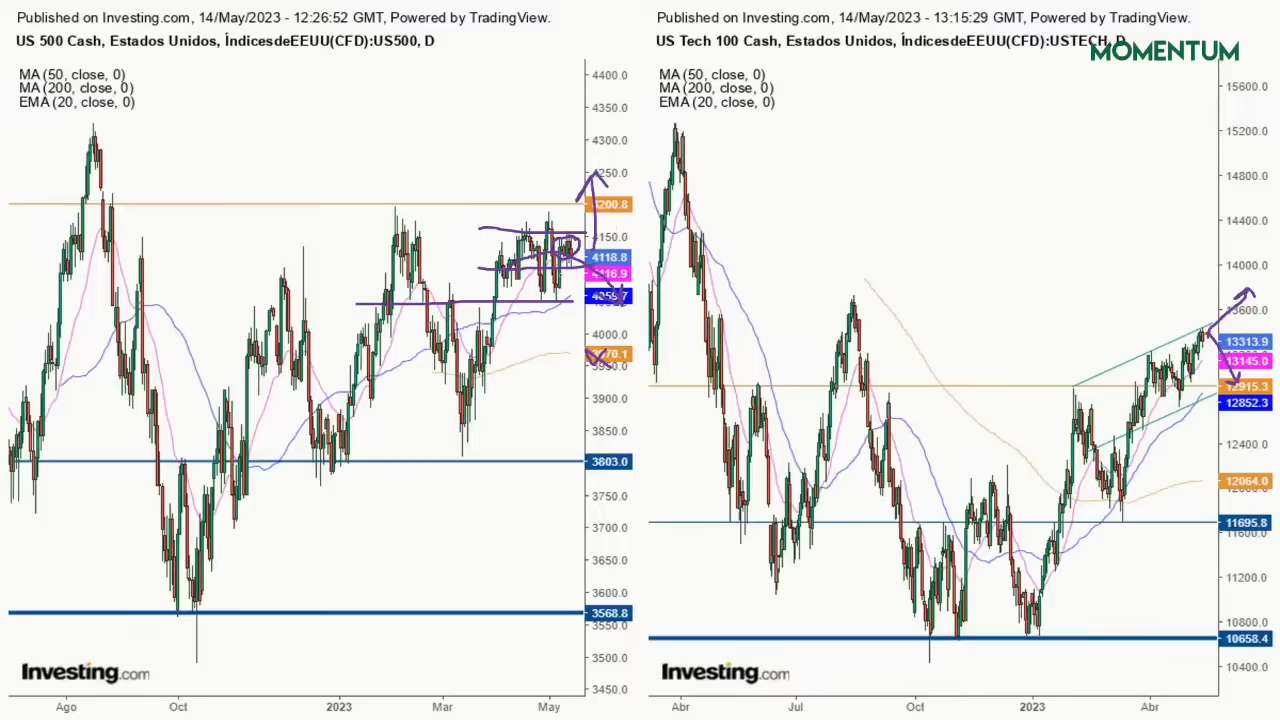 Published on Investing.com, 14/May/2023 - 12:26:52 GMT, Powered by TradingView.
US 500 Cash, Estados Unidos, ÍndicesdeEEUU(CFD):US500, D
MA (50, close, 0)
MA (200, close, 0)
EMA (20, close, 0)
4400.0
4350.0
4300.0
4250.0
4200.8
4150.0
4118.8
4116.9
4000.0
3900.0
3850.0
3803.0
3750.0
3700.0
3650.0
3600.0
3568.8
3550.0
3500.0
3450.0
Investing.com
Ago
Oct
2023
Mar
May
Published on Investing.com, 14/May/2023 - 13:15:29 GMT, Powered by TradingView.
US Tech 100 Cash, Estados Unidos, ÍndicesdeEEUU(CFD):USTECH, D
MOMENTUM
MA (50, close, 0)
MA (200, close, 0)
EMA (20, close, 0)
15600.0
15200.0
14800.0
14400.0
14000.0
13600.0
13313.9
13145.0
12915.3
12852.3
12400.0
12064.0
11695.8
11600.0
11200.0
10800.0
10658.4
10400.0
Investing.com
Abr
Jul
Oct
2023
Abr